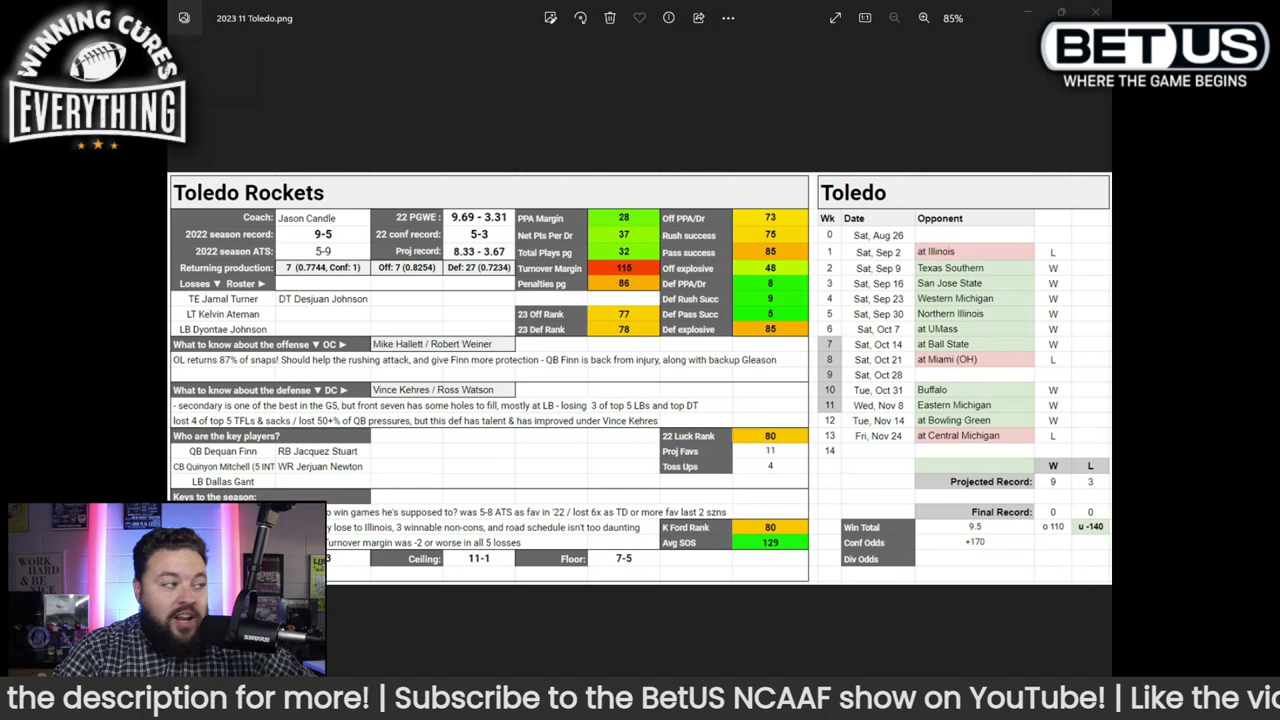 2023 11 Toledo.png
85%
WINNING CURES
EVERYTHING
BETUS
WHERE THE GAME BEGINS
Toledo Rockets
Coach: Jason Candle 22 PGWE : 9.69 - 3.31 PPA Margin 28 Off PPA/Dr 73
2022 season record: 9-5 22 conf record: 5-3 Net Pts Per Dr 37 Rush success 75
2022 season ATS: 5-9 Proj record: 8.33 - 3.67 Total Plays pg 32 Pass success 85
Returning production: 7 (0.7744, Conf: 1) Off: 7 (0.8254) Def: 27 (0.7234) Turnover Margin 115 Off explosive 48
Losses ▼ Roster ► Penalties pg 86 Def PPA/Dr 8
TE Jamal Turner DT Desjuan Johnson Def Rush Succ 9
LT Kelvin Ateman 23 Off Rank 77 Def Pass Succ 5
LB Dyontae Johnson 23 Def Rank 78 Def explosive 85
What to know about the offense ▼ OC ► Mike Hallett / Robert Weiner
OL returns 87% of snaps! Should help the rushing attack, and give Finn more protection - QB Finn is back from injury, along with backup Gleason
What to know about the defense ▼ DC ► Vince Kehres / Ross Watson
- secondary is one of the best in the G5, but front seven has some holes to fill, mostly at LB - losing 3 of top 5 LBs and top DT
lost 4 of top 5 TFLs & sacks / lost 50+% of QB pressures, but this def has talent & has improved under Vince Kehres
Who are the key players? 22 Luck Rank 80
QB Dequan Finn RB Jacquez Stuart Proj Favs 11
CB Quinyon Mitchell (5 INT WR Jerjuan Newton Toss Ups 4
LB Dallas Gant
Keys to the season:
o win games he's supposed to? was 5-8 ATS as fav in '22 / lost 6x as TD or more fav last 2 szns
y lose to Illinois, 3 winnable non-cons, and road schedule isn't too daunting K Ford Rank 80
Turnover margin was -2 or worse in all 5 losses Avg SOS 129
3 Ceiling: 11-1 Floor: 7-5
Toledo
Wk Date Opponent
0 Sat, Aug 26
1 Sat, Sep 2 at Illinois L
2 Sat, Sep 9 Texas Southern W
3 Sat, Sep 16 San Jose State W
4 Sat, Sep 23 Western Michigan W
5 Sat, Sep 30 Northern Illinois W
6 Sat, Oct 7 at UMass W
7 Sat, Oct 14 at Ball State W
8 Sat, Oct 21 at Miami (OH) L
9 Sat, Oct 28
10 Tue, Oct 31 Buffalo W
11 Wed, Nov 8 Eastern Michigan W
12 Tue, Nov 14 at Bowling Green W
13 Fri, Nov 24 at Central Michigan L
14
W L
Projected Record: 9 3
Final Record: 0 0
Win Total 9.5 o 110 u -140
Conf Odds +170
Div Odds
WORK
HARD
& BE
SHURE
the description for more! | Subscribe to the BetUS NCAAF show on YouTube! | Like the vi